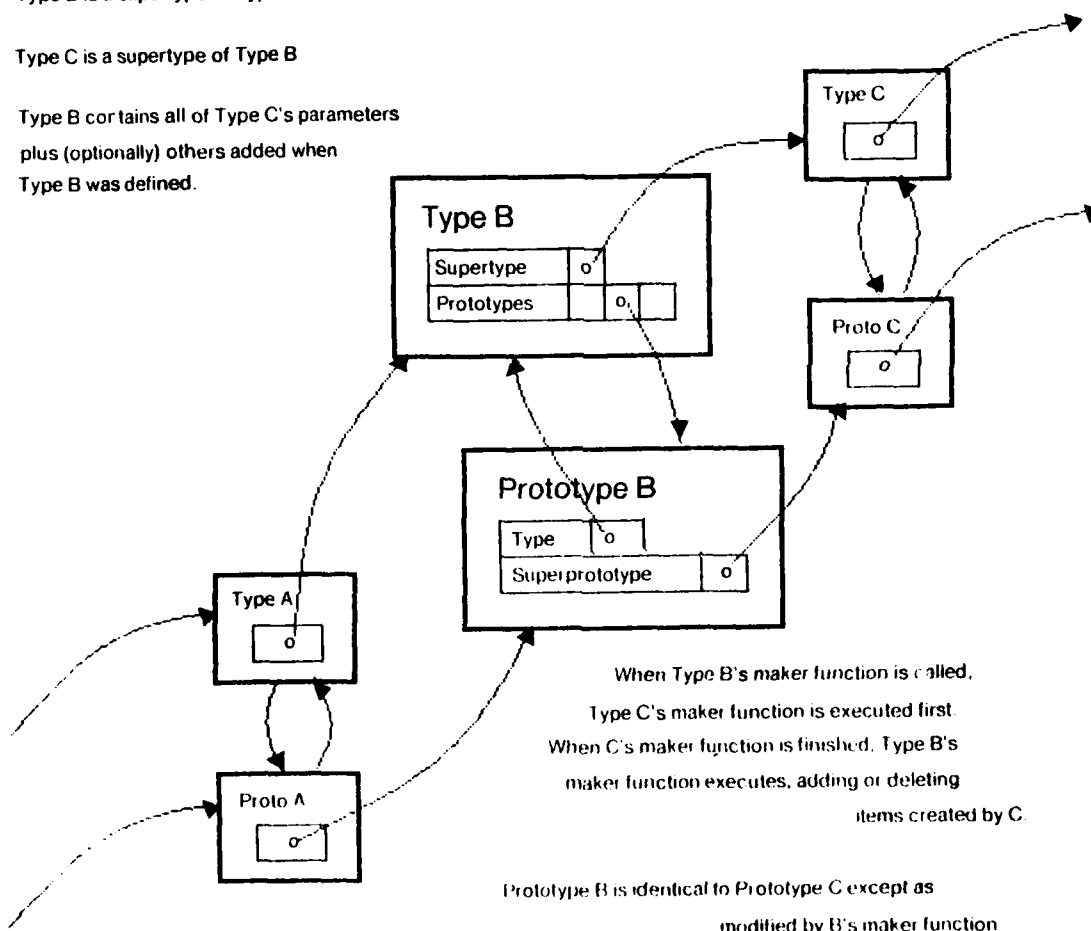 Type C is a supertype of Type B
Type B contains all of Type C's parameters
plus (optionally) others added when
Type B was defined.
Type C
o
Type B
Supertype o
Prototypes o
Proto C
o
Prototype B
Type o
Superprototype o
Type A
o
When Type B's maker function is called,
Type C's maker function is executed first.
When C's maker function is finished, Type B's
maker function executes, adding or deleting
items created by C.
Proto A
o
Prototype B is identical to Prototype C except as
modified by B's maker function